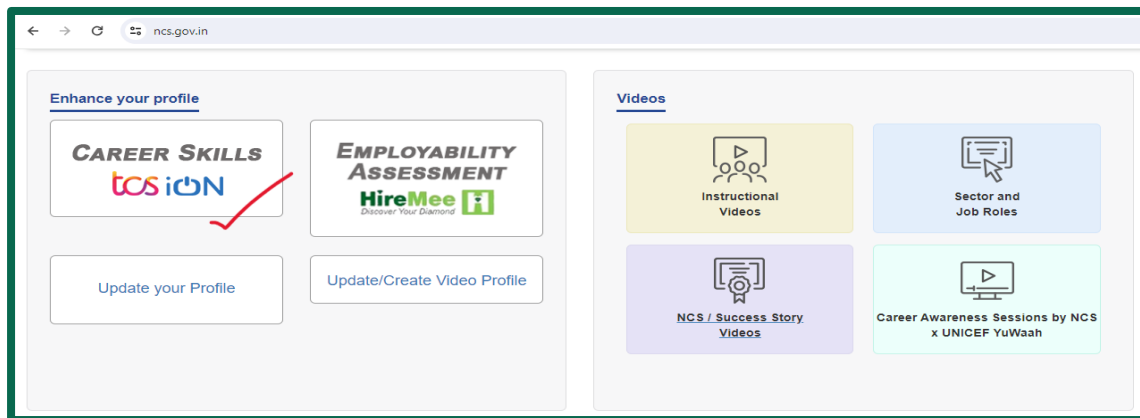 ncs.gov.in
Enhance your profile
CAREER SKILLS
tcs iON
EMPLOYABILITY
ASSESSMENT
HireMee
Discover Your Diamond
Update your Profile
Update/Create Video Profile
Videos
Instructional
Videos
Sector and
Job Roles
NCS / Success Story
Videos
Career Awareness Sessions by NCS
x UNICEF YuWaah